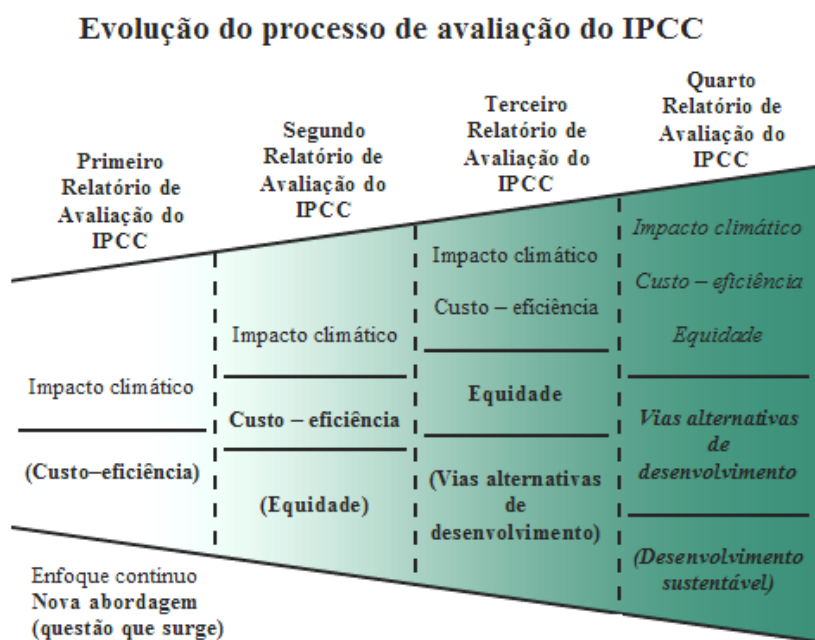 Evolução do processo de avaliação do IPCC
Primeiro
Relatório de
Avaliação do
IPCC
Segundo
Relatório de
Avaliação do
IPCC
Terceiro
Relatório de
Avaliação do
IPCC
Quarto
Relatório de
Avaliação do
IPCC
Impacto climático
(Custo–eficiência)
Impacto climático
Custo – eficiência
(Equidade)
Impacto climático
Custo – eficiência
Equidade
(Vias alternativas
de
desenvolvimento)
Impacto climático
Custo – eficiência
Equidade
Vias alternativas
de
desenvolvimento
(Desenvolvimento
sustentável)
Enfoque contínuo
Nova abordagem
(questão que surge)